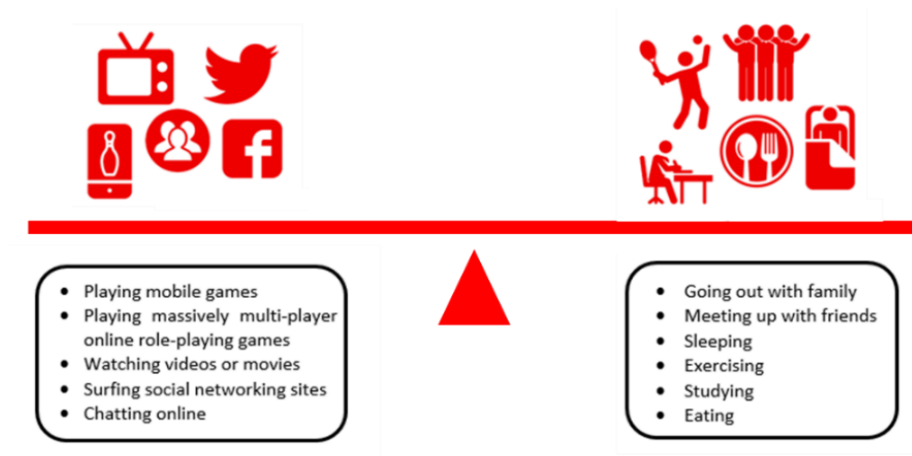 • Playing mobile games
• Playing massively multi-player
online role-playing games
• Watching videos or movies
• Surfing social networking sites
• Chatting online
• Going out with family
• Meeting up with friends
• Sleeping
• Exercising
• Studying
• Eating